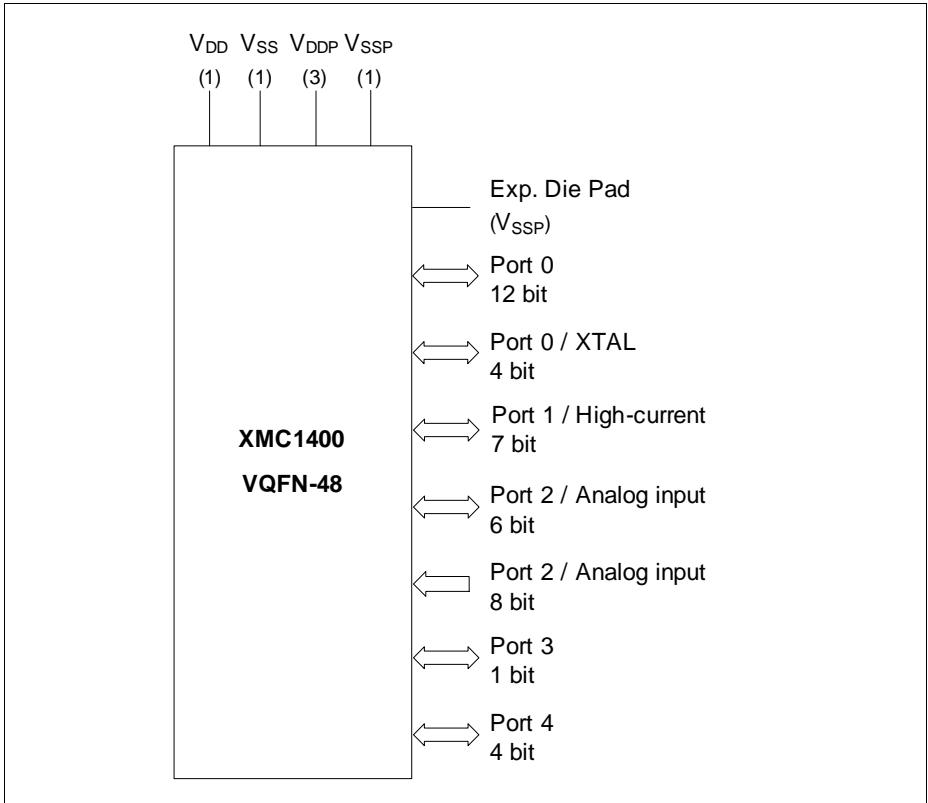 VDD VSS VDDP VSSP
(1) (1) (3) (1)
Exp. Die Pad
(VSSP)
Port 0
12 bit
Port 0 / XTAL
4 bit
Port 1 / High-current
7 bit
XMC1400
VQFN-48
Port 2 / Analog input
6 bit
Port 2 / Analog input
8 bit
Port 3
1 bit
Port 4
4 bit